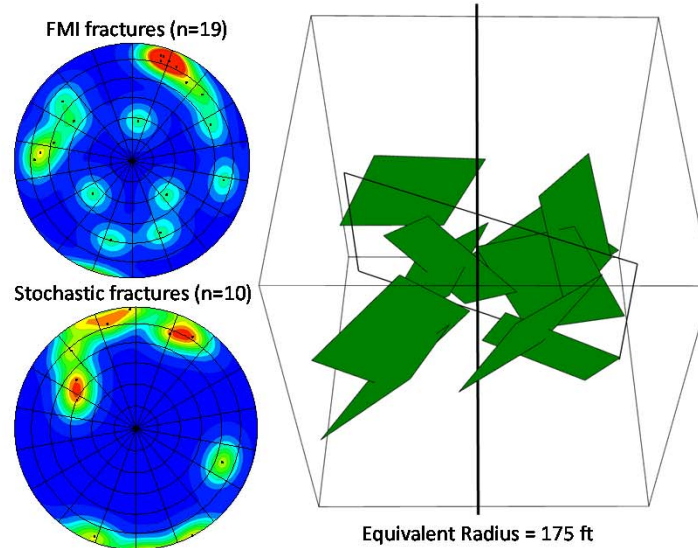 FMI fractures (n=19)
Stochastic fractures (n=10)
Equivalent Radius = 175 ft